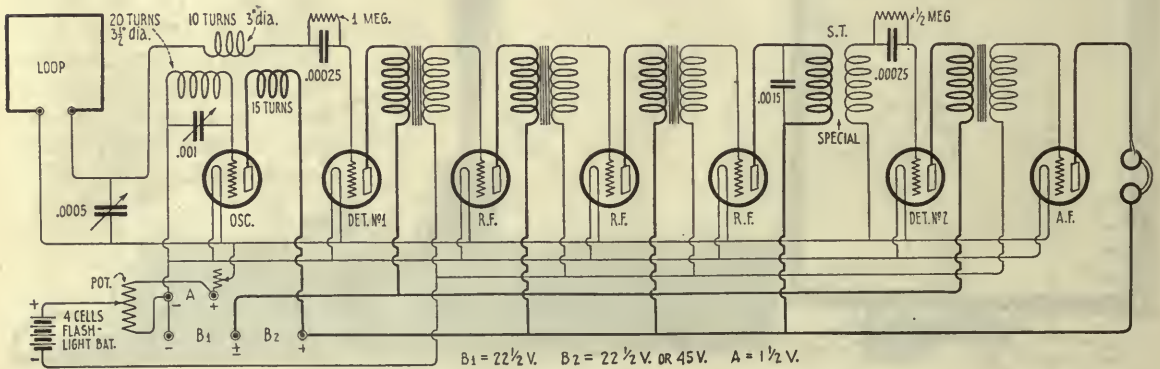 LOOP
20 TURNS
3½" dia.
10 TURNS 3" dia.
1 MEG.
.00025
15 TURNS
.001
.0005
OSC.
DET. Nº1
R.F.
R.F.
R.F.
.0015
S.T.
SPECIAL
½ MEG
.00025
DET. Nº2
A.F.
POT.
A
- +
+
4 CELLS
FLASH-
LIGHT BAT.
-
B1 B2
- ± +
B1 = 22½ V. B2 = 22½ V. OR 45 V. A = 1½ V.